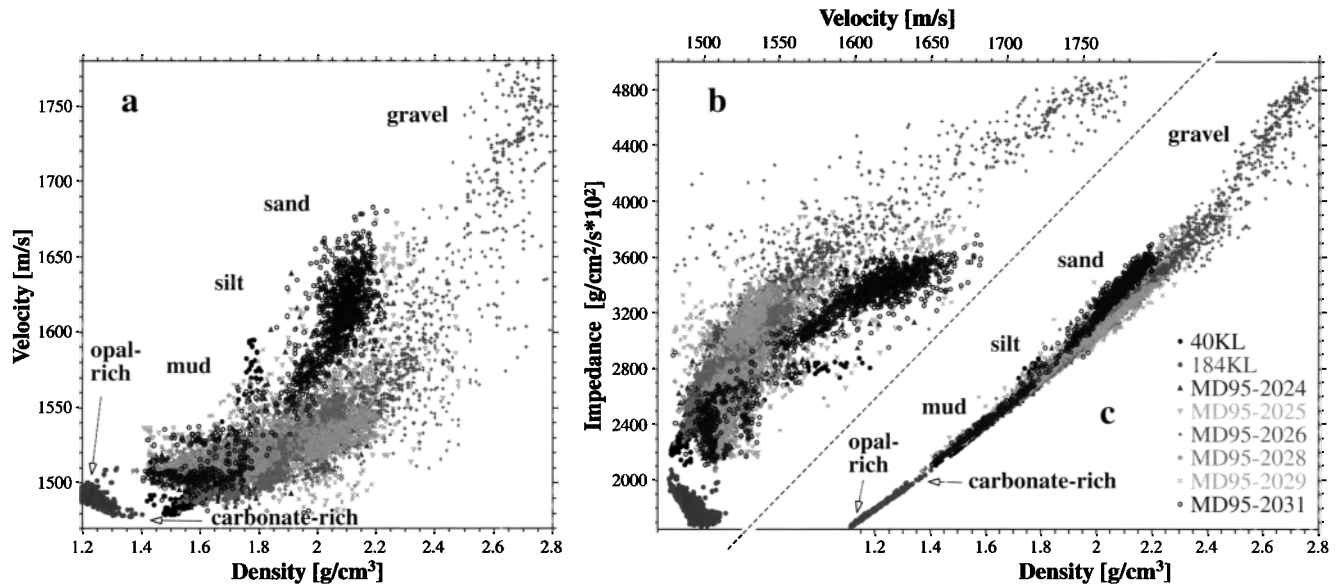 Velocity [m/s]
1500 1550 1600 1650 1700 1750
a
b
c
1750
1700
1650
1600
1550
1500
Velocity [m/s]
gravel
sand
silt
mud
opal-
rich
carbonate-rich
1.2 1.4 1.6 1.8 2 2.2 2.4 2.6 2.8
Density [g/cm³]
4800
4400
4000
3600
3200
2800
2400
2000
Impedance [g/cm²/s*10²]
gravel
sand
silt
mud
opal-
rich
carbonate-rich
40KL
184KL
MD95-2024
MD95-2025
MD95-2026
MD95-2028
MD95-2029
MD95-2031
1.2 1.4 1.6 1.8 2 2.2 2.4 2.6 2.8
Density [g/cm³]